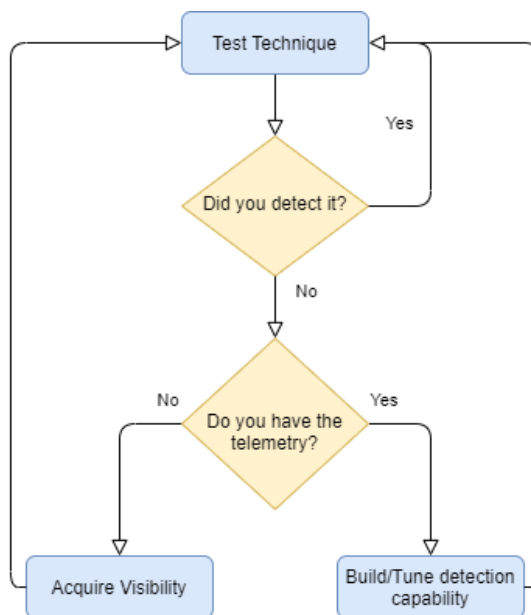 Test Technique
Yes
Did you detect it?
No
No
Yes
Do you have the
telemetry?
Acquire Visibility
Build/Tune detection
capability